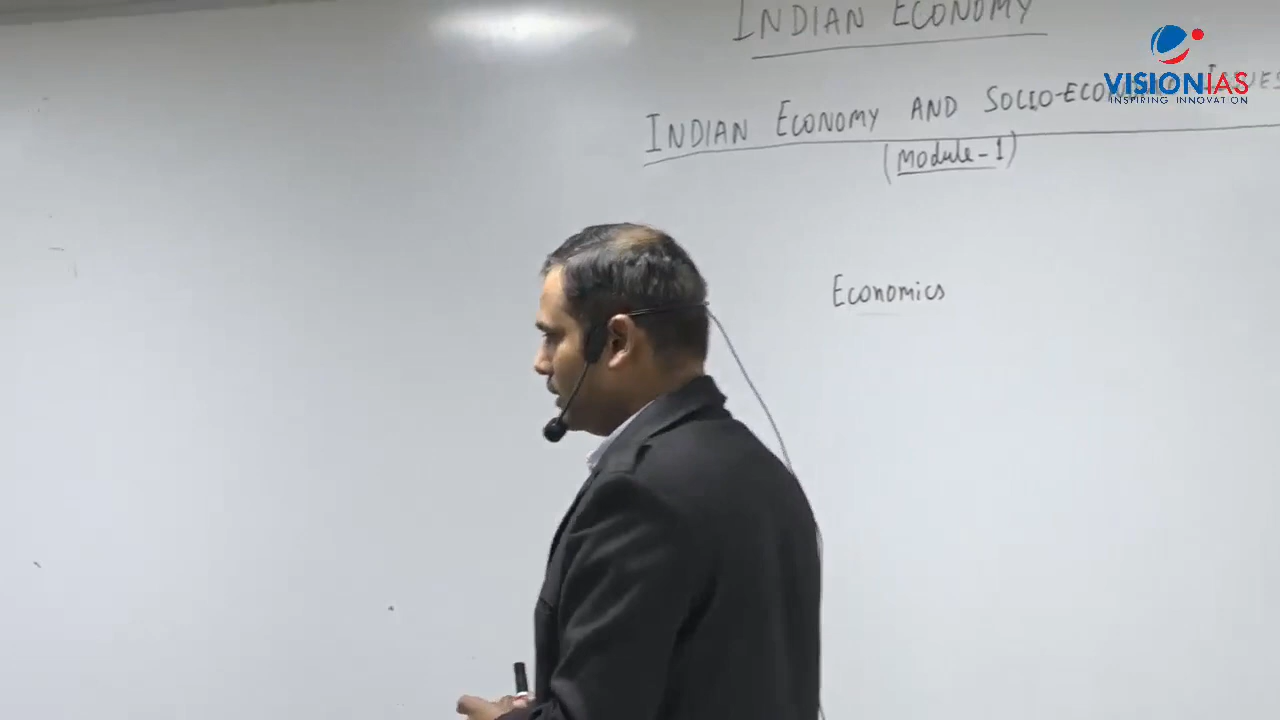 INDIAN ECONOMY
VISIONIAS
INSPIRING INNOVATION
INDIAN ECONOMY AND SOCIO-ECONOMIC ISSUES
(Module-1)
Economics